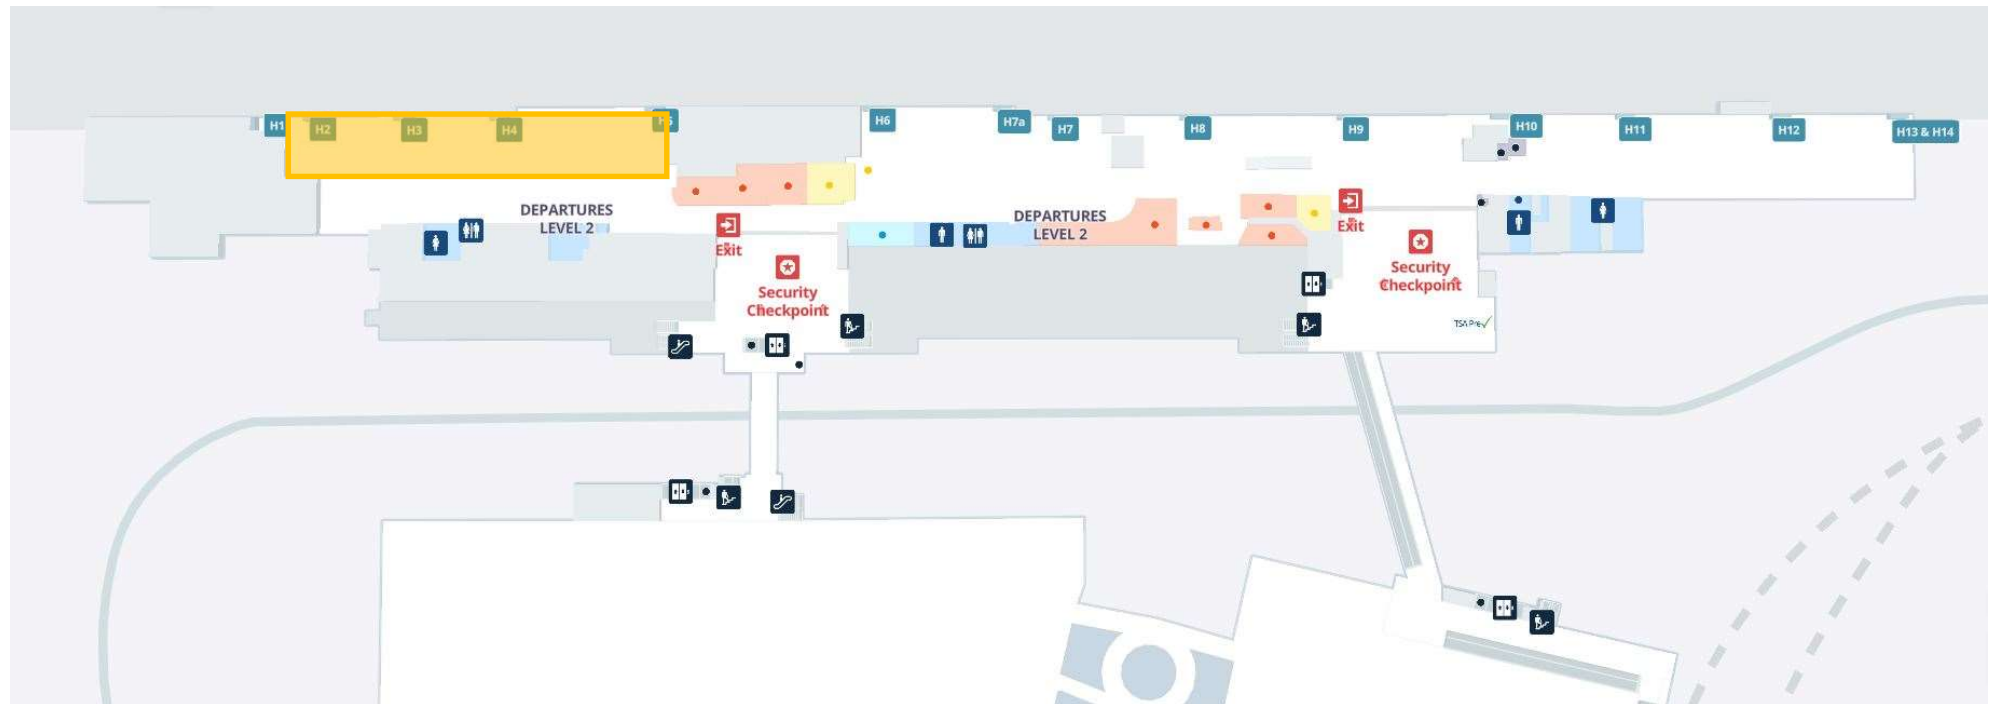 H1
H2
H3
H4
H5
H6
H7a
H7
H8
H9
H10
H11
H12
H13 & H14
DEPARTURES
LEVEL 2
Exit
Security
Checkpoint
DEPARTURES
LEVEL 2
Exit
Security
Checkpoint
TSA Pre